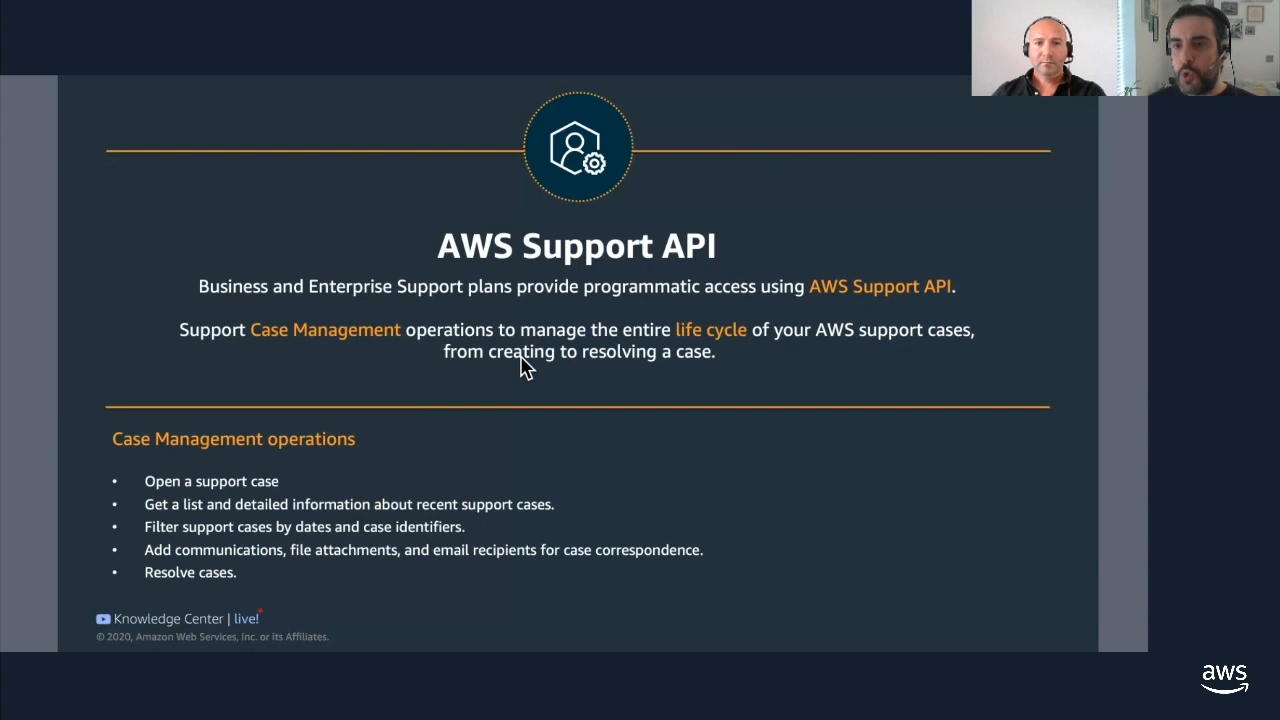 AWS Support API
Business and Enterprise Support plans provide programmatic access using AWS Support API.
Support Case Management operations to manage the entire life cycle of your AWS support cases,
from creating to resolving a case.
Case Management operations
• Open a support case
• Get a list and detailed information about recent support cases.
• Filter support cases by dates and case identifiers.
• Add communications, file attachments, and email recipients for case correspondence.
• Resolve cases.
Knowledge Center | live!
© 2020, Amazon Web Services, Inc. or its Affiliates.
aws